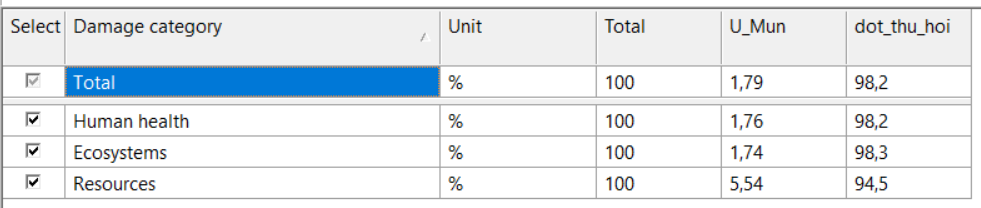 Select Damage category Unit Total U_Mun dot_thu_hoi
Total % 100 1,79 98,2
Human health % 100 1,76 98,2
Ecosystems % 100 1,74 98,3
Resources % 100 5,54 94,5